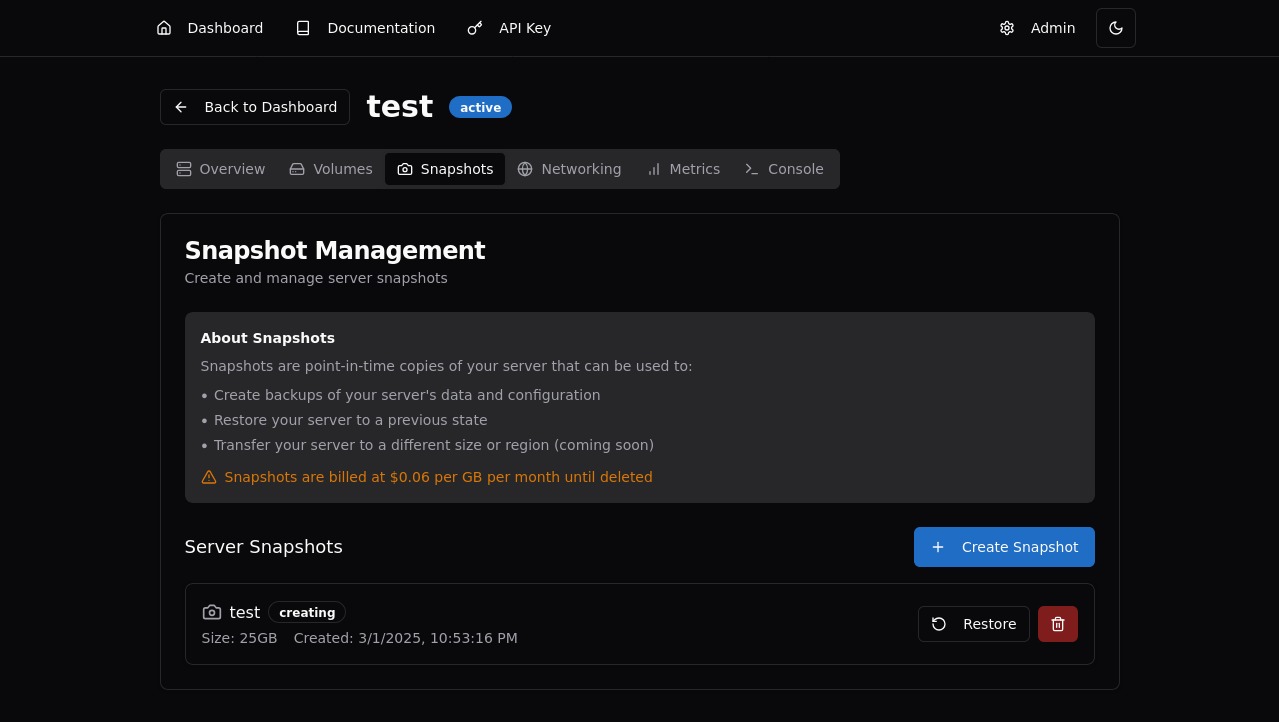 Dashboard Documentation API Key Admin
Back to Dashboard test active
Overview Volumes Snapshots Networking Metrics Console
Snapshot Management
Create and manage server snapshots
About Snapshots
Snapshots are point-in-time copies of your server that can be used to:
• Create backups of your server's data and configuration
• Restore your server to a previous state
• Transfer your server to a different size or region (coming soon)
Snapshots are billed at $0.06 per GB per month until deleted
Server Snapshots Create Snapshot
test creating
Size: 25GB Created: 3/1/2025, 10:53:16 PM
Restore